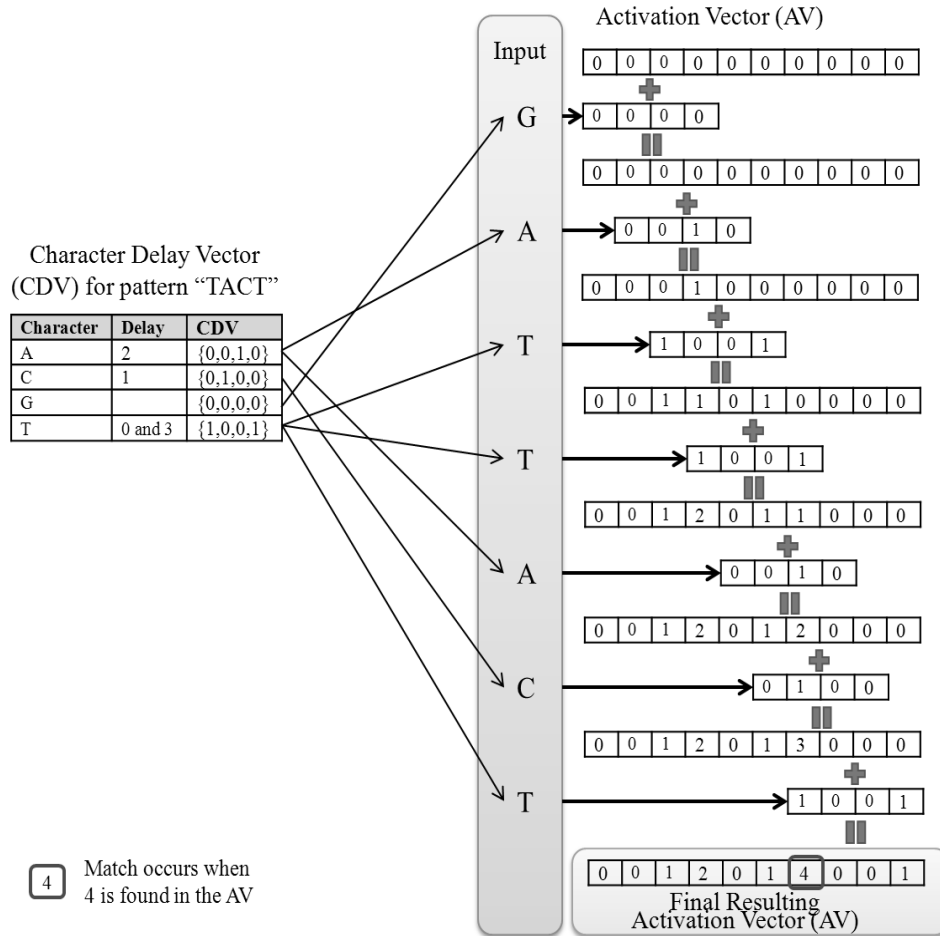 Activation Vector (AV)
Input
0 0 0 0 0 0 0 0 0 0
G
0 0 0 0
0 0 0 0 0 0 0 0 0 0
A
0 0 1 0
0 0 0 1 0 0 0 0 0 0
Character Delay Vector
(CDV) for pattern “TACT”
Character Delay CDV
A 2 {0,0,1,0}
C 1 {0,1,0,0}
G {0,0,0,0}
T 0 and 3 {1,0,0,1}
T
1 0 0 1
0 0 1 1 0 1 0 0 0 0
T
1 0 0 1
0 0 1 2 0 1 1 0 0 0
A
0 0 1 0
0 0 1 2 0 1 2 0 0 0
C
0 1 0 0
0 0 1 2 0 1 3 0 0 0
T
1 0 0 1
0 0 1 2 0 1 4 0 0 1
Final Resulting
Activation Vector (AV)
4
Match occurs when
4 is found in the AV